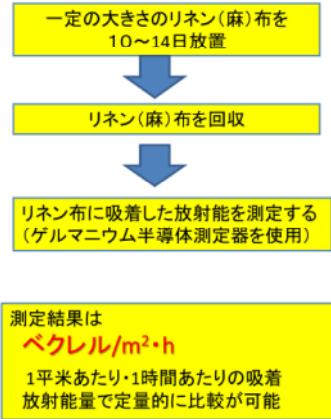 一定の大きさのリネン(麻)布を
10～14日放置
リネン(麻)布を回収
リネン布に吸着した放射能を測定する
(ゲルマニウム半導体測定器を使用)
測定結果は
ベクレル/m²・h
1平米あたり・1時間あたりの吸着
放射能量で定量的に比較が可能